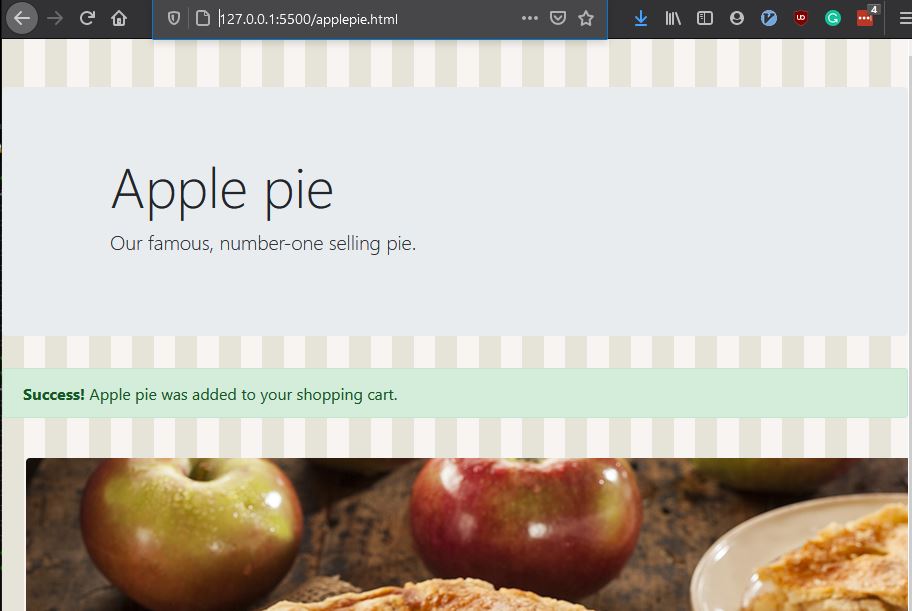 127.0.0.1:5500/applepie.html
4
Apple pie
Our famous, number-one selling pie.
Success! Apple pie was added to your shopping cart.